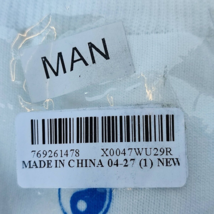 MAN
769261478 X0047WU29R
MADE IN CHINA 04-27 (1) NEW